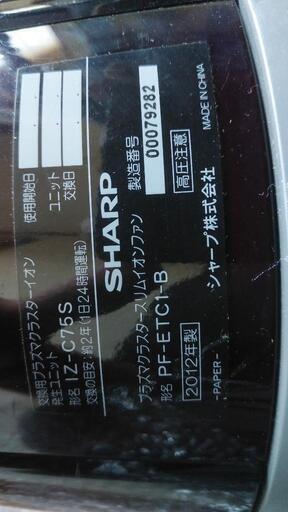 交換用プラズマクラスターイオン
発生ユニット
形名 IZ-C75S
交換の目安:約2年(1日24時間運転)
使用開始日
ユニット
交換日
SHARP
プラズマクラスタースリムイオンファン
形名 PF-ETC1-B
製造番号
00079282
2012年製
高圧注意
-PAPER-
シャープ株式会社
MADE IN CHINA